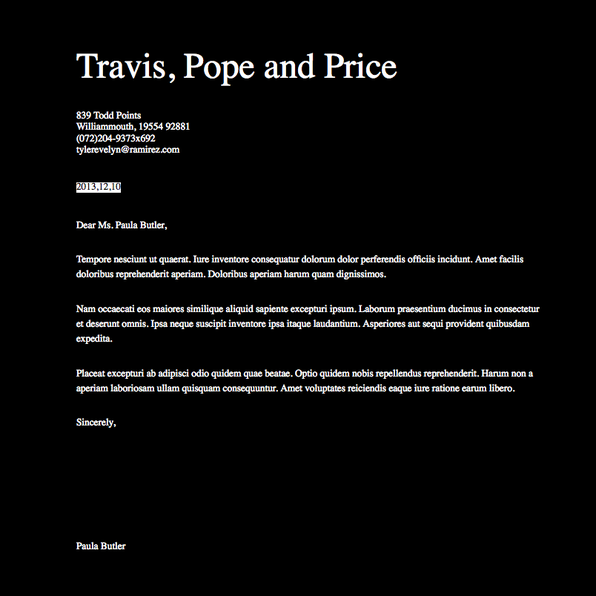 Travis, Pope and Price
839 Todd Points
Williammouth, 19554 92881
(072)204-9373x692
tylerevelyn@ramirez.com
2013,12,10
Dear Ms. Paula Butler,
Tempore nesciunt ut quaerat. Iure inventore consequatur dolorum dolor perferendis officiis incidunt. Amet facilis
doloribus reprehenderit aperiam. Doloribus aperiam harum quam dignissimos.
Nam occaecati eos maiores similique aliquid sapiente excepturi ipsum. Laborum praesentium ducimus in consectetur
et deserunt omnis. Ipsa neque suscipit inventore ipsa itaque laudantium. Asperiores aut sequi provident quibusdam
expedita.
Placeat excepturi ab adipisci odio quidem quae beatae. Optio quidem nobis repellendus reprehenderit. Harum non a
aperiam laboriosam ullam quisquam consequuntur. Amet voluptates reiciendis eaque iure ratione earum libero.
Sincerely,
Paula Butler